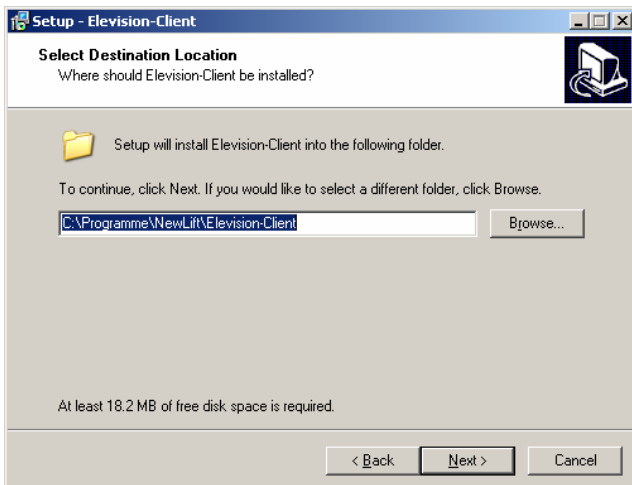 Setup - Elevision-Client
Select Destination Location
Where should Elevision-Client be installed?
Setup will install Elevision-Client into the following folder.
To continue, click Next. If you would like to select a different folder, click Browse.
C:\Programme\NewLift\Elevision-Client
Browse...
At least 18.2 MB of free disk space is required.
< Back Next > Cancel